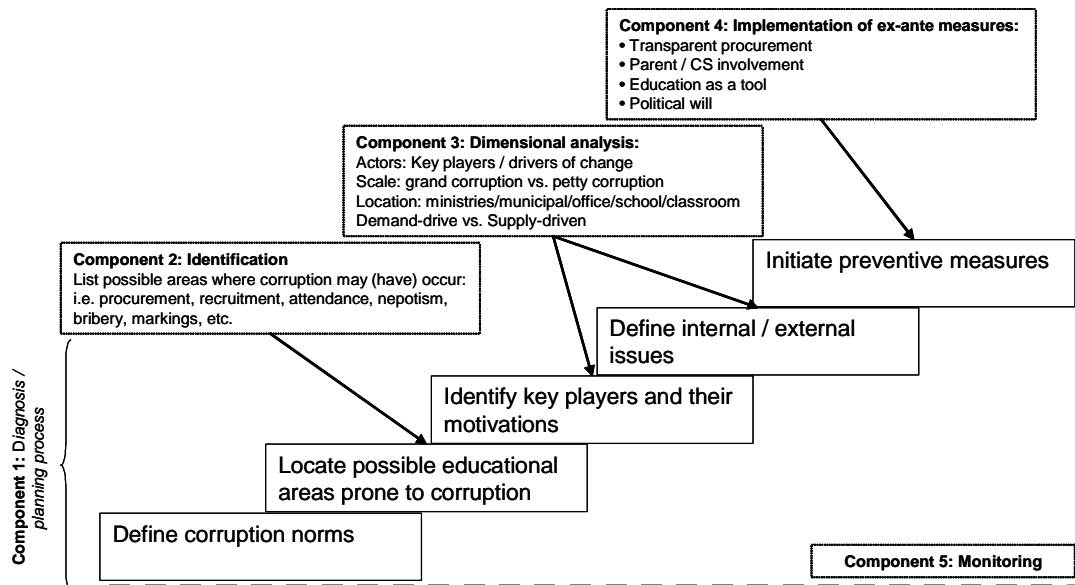 Component 4: Implementation of ex-ante measures:
• Transparent procurement
• Parent / CS involvement
• Education as a tool
• Political will
Component 3: Dimensional analysis:
Actors: Key players / drivers of change
Scale: grand corruption vs. petty corruption
Location: ministries/municipal/office/school/classroom
Demand-drive vs. Supply-driven
Component 2: Identification
List possible areas where corruption may (have) occur:
i.e. procurement, recruitment, attendance, nepotism,
bribery, markings, etc.
Initiate preventive measures
Define internal / external
issues
Identify key players and their
motivations
Locate possible educational
areas prone to corruption
Define corruption norms
Component 1: Diagnosis /
planning process
Component 5: Monitoring